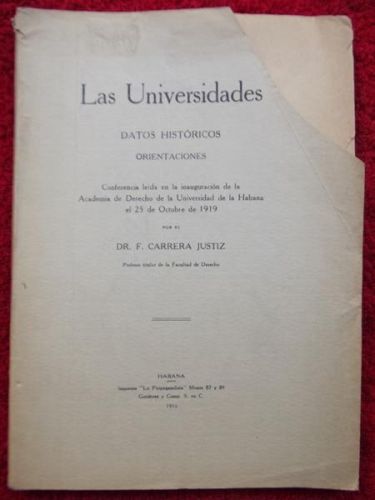 Las Universidades
DATOS HISTÓRICOS
ORIENTACIONES
Conferencia leída en la inauguración de la
Academia de Derecho de la Universidad de la Habana
el 25 de Octubre de 1919
POR EL
DR. F. CARRERA JUSTIZ
Profesor titular de la Facultad de Derecho
HABANA
Imprenta "La Propagandista" Monte 87 y 89
Gutiérrez y Comp. S. en C.